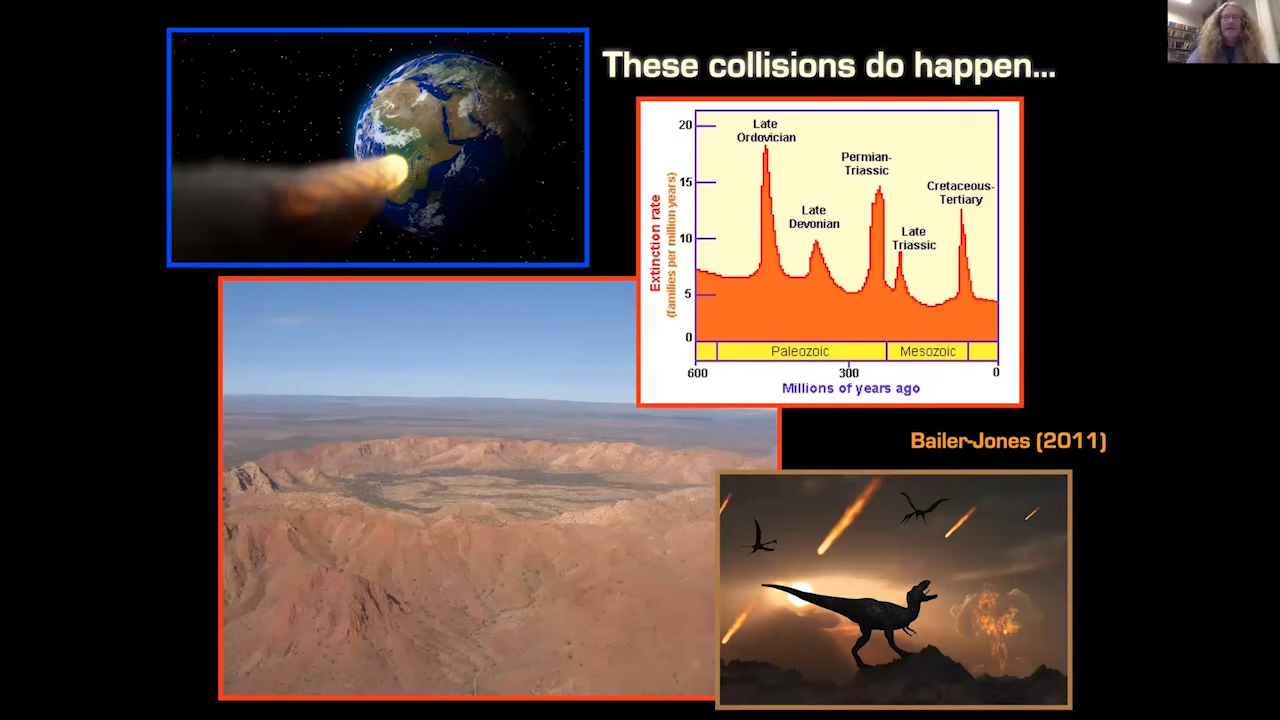 These collisions do happen...
20
15
10
5
0
Extinction rate
(families per million years)
Late
Ordovician
Late
Devonian
Permian-
Triassic
Late
Triassic
Cretaceous-
Tertiary
Paleozoic
Mesozoic
600
300
0
Millions of years ago
Bailer-Jones (2011)